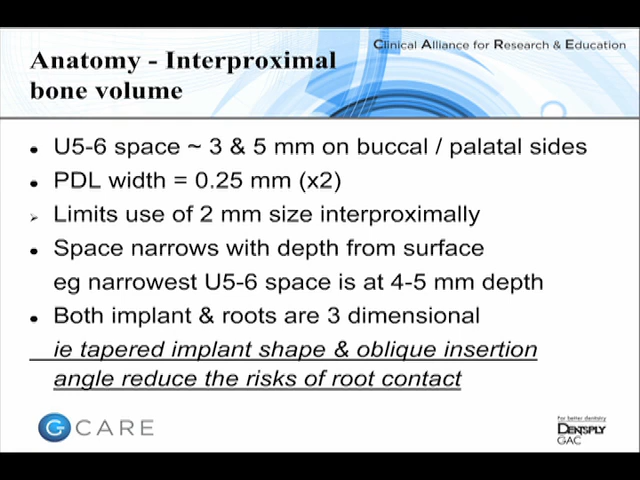 Clinical Alliance for Research & Education
Anatomy - Interproximal
bone volume
• U5-6 space ~ 3 & 5 mm on buccal / palatal sides
• PDL width = 0.25 mm (x2)
➢ Limits use of 2 mm size interproximally
• Space narrows with depth from surface
eg narrowest U5-6 space is at 4-5 mm depth
• Both implant & roots are 3 dimensional
ie tapered implant shape & oblique insertion
angle reduce the risks of root contact
G CARE
For better dentistry
DENTSPLY
GAC